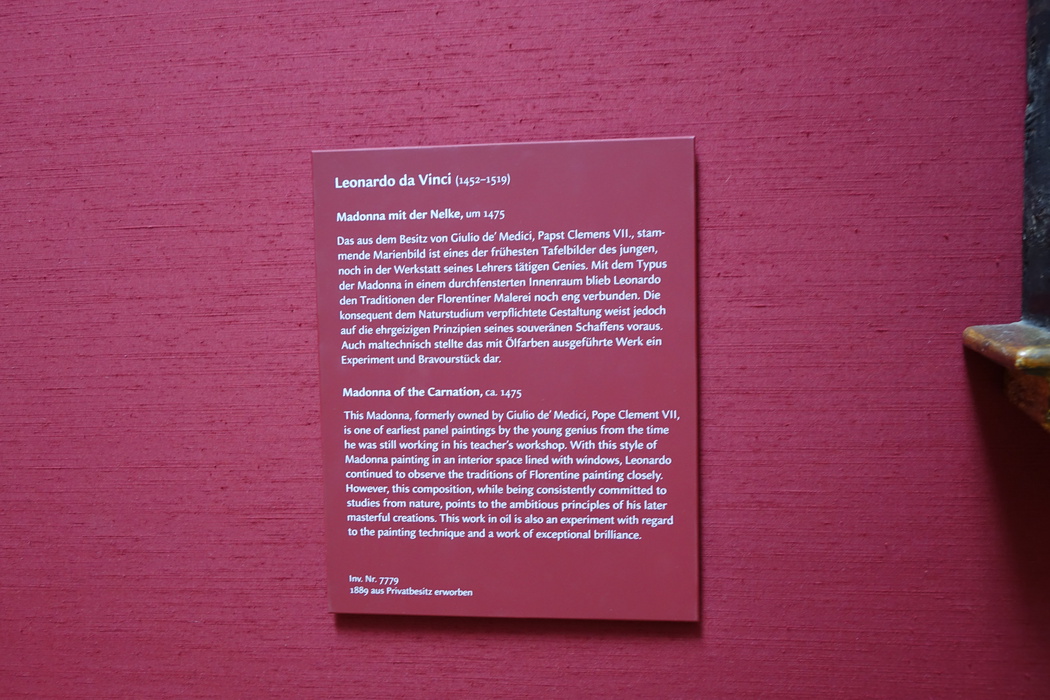 Leonardo da Vinci (1452–1519)
Madonna mit der Nelke, um 1475
Das aus dem Besitz von Giulio de’ Medici, Papst Clemens VII., stam-
mende Marienbild ist eines der frühesten Tafelbilder des jungen,
noch in der Werkstatt seines Lehrers tätigen Genies. Mit dem Typus
der Madonna in einem durchfensterten Innenraum blieb Leonardo
den Traditionen der Florentiner Malerei noch eng verbunden. Die
konsequent dem Naturstudium verpflichtete Gestaltung weist jedoch
auf die ehrgeizigen Prinzipien seines souveränen Schaffens voraus.
Auch maltechnisch stellte das mit Ölfarben ausgeführte Werk ein
Experiment und Bravourstück dar.
Madonna of the Carnation, ca. 1475
This Madonna, formerly owned by Giulio de’ Medici, Pope Clement VII,
is one of earliest panel paintings by the young genius from the time
he was still working in his teacher’s workshop. With this style of
Madonna painting in an interior space lined with windows, Leonardo
continued to observe the traditions of Florentine painting closely.
However, this composition, while being consistently committed to
studies from nature, points to the ambitious principles of his later
masterful creations. This work in oil is also an experiment with regard
to the painting technique and a work of exceptional brilliance.
Inv. Nr. 7779
1889 aus Privatbesitz erworben